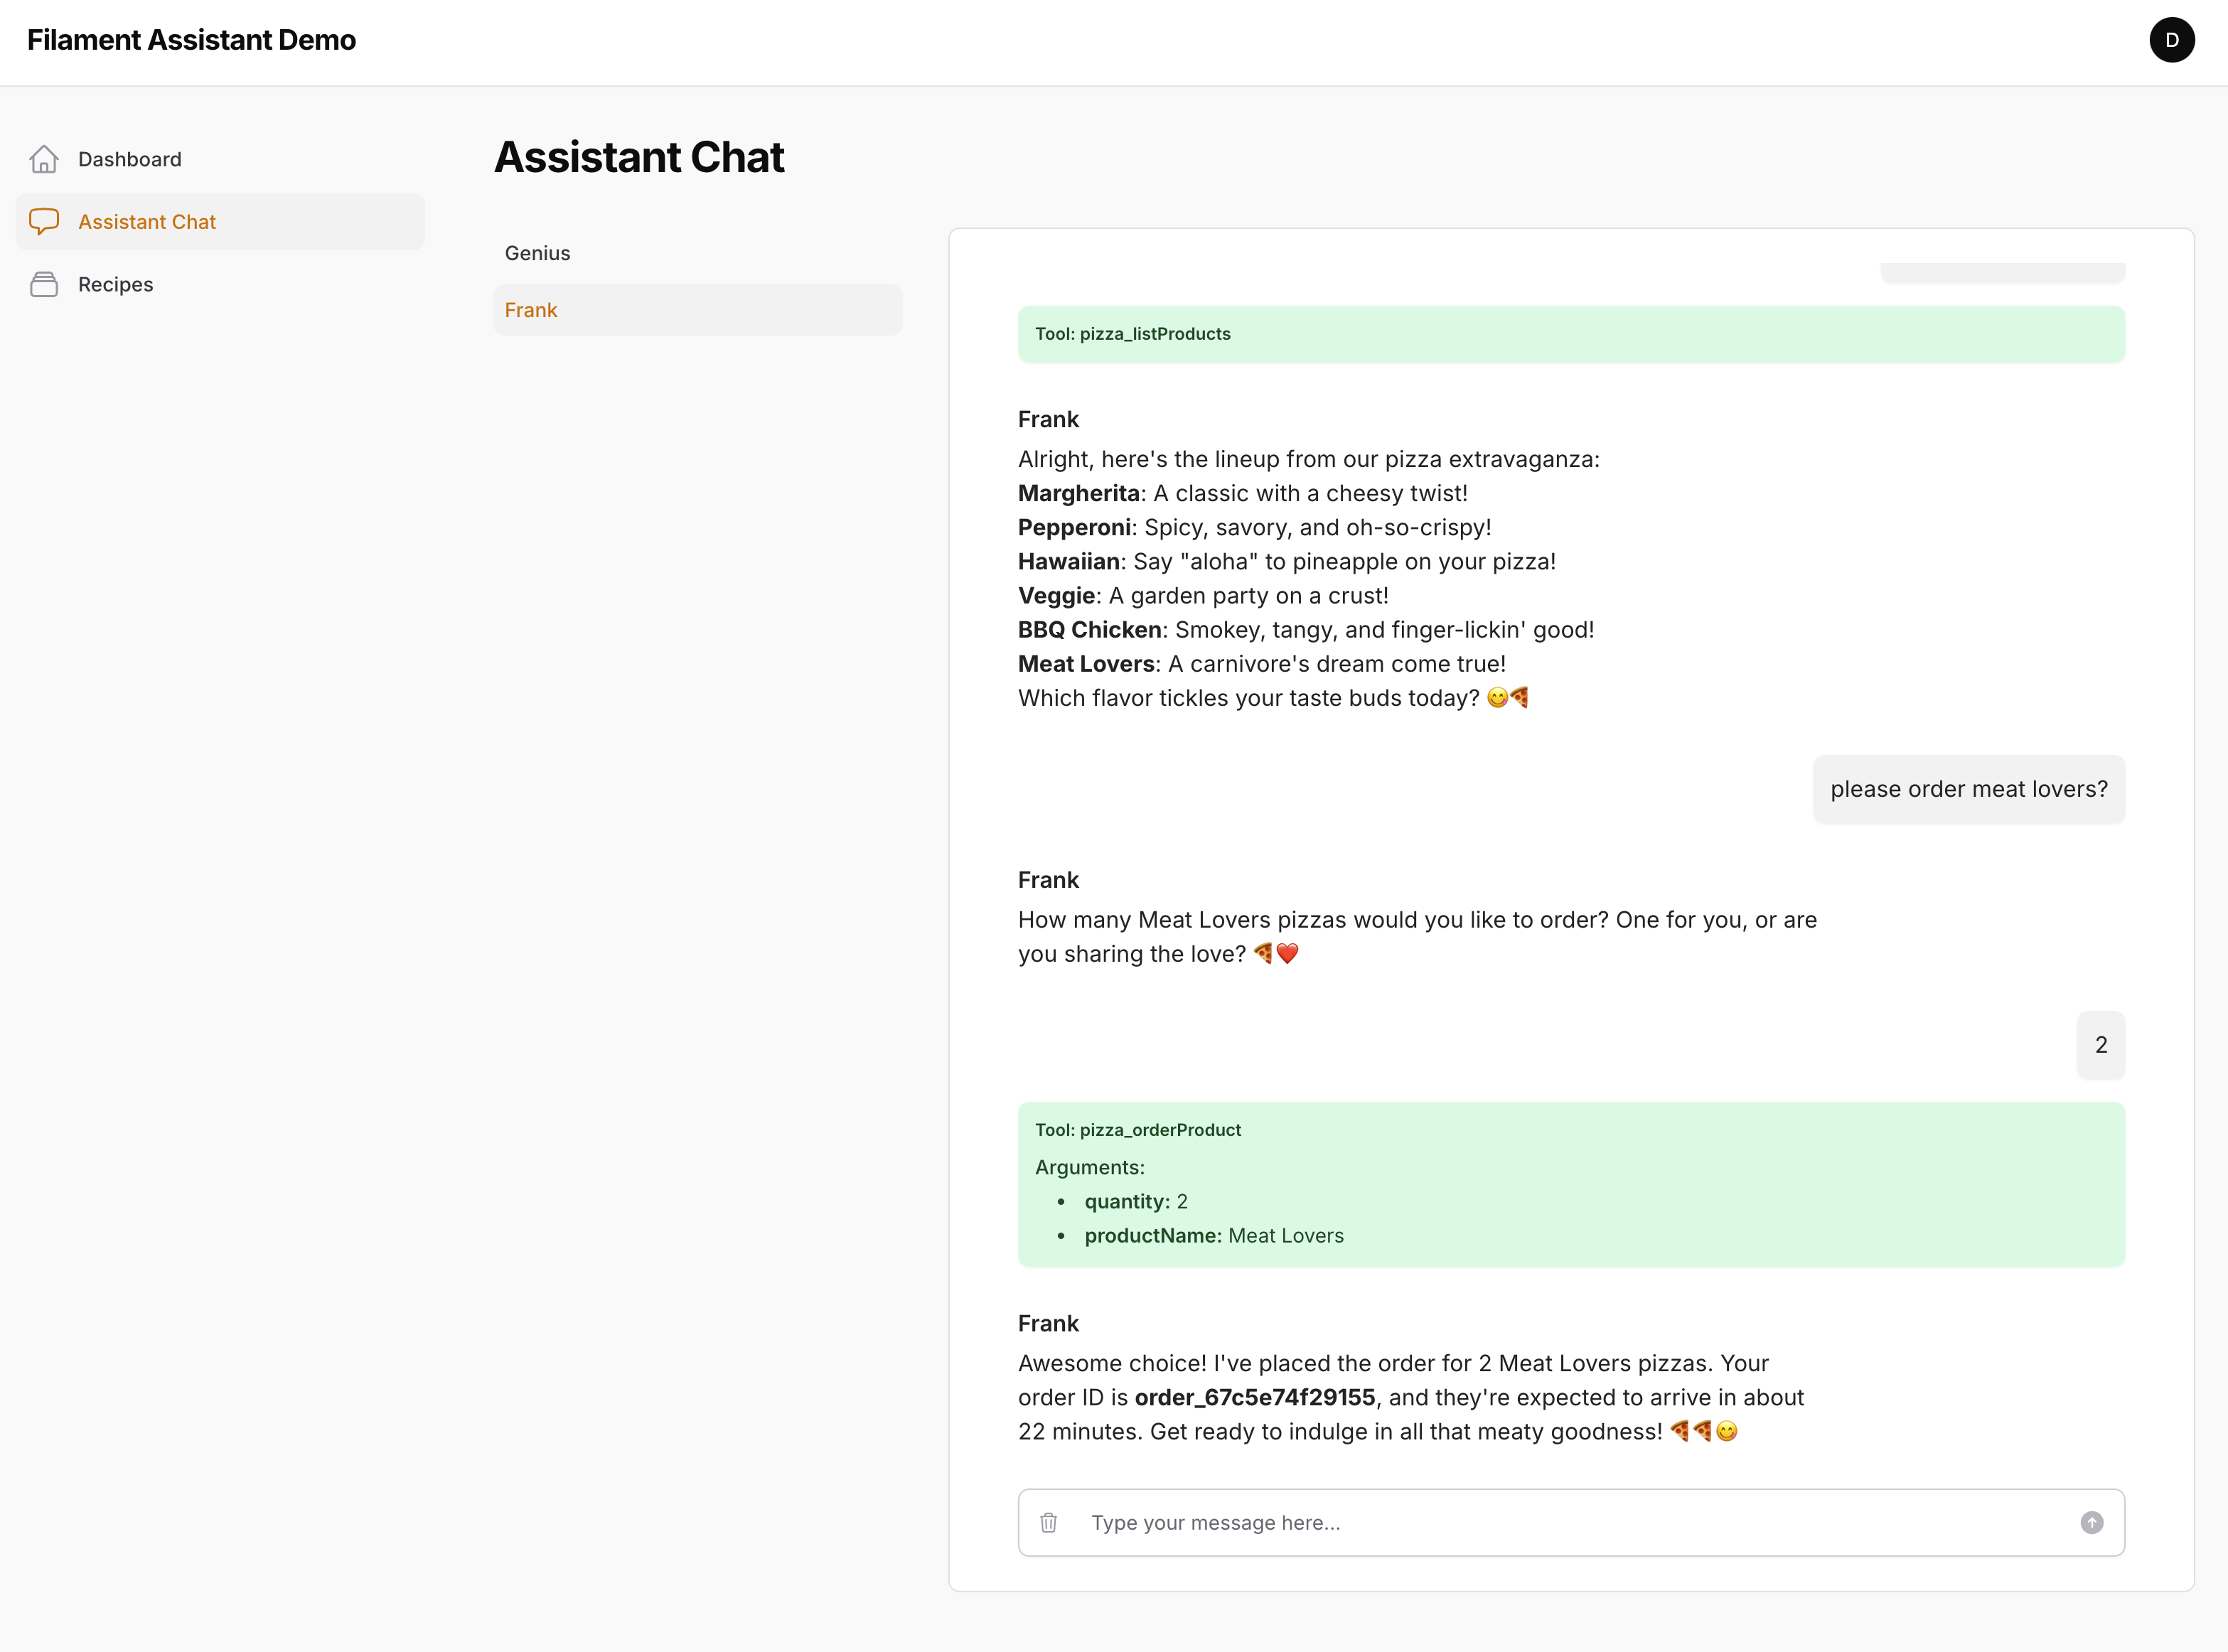 Filament Assistant Demo
D
Dashboard
Assistant Chat
Recipes
Assistant Chat
Genius
Frank
Tool: pizza_listProducts
Frank
Alright, here's the lineup from our pizza extravaganza:
Margherita: A classic with a cheesy twist!
Pepperoni: Spicy, savory, and oh-so-crispy!
Hawaiian: Say "aloha" to pineapple on your pizza!
Veggie: A garden party on a crust!
BBQ Chicken: Smokey, tangy, and finger-lickin' good!
Meat Lovers: A carnivore's dream come true!
Which flavor tickles your taste buds today? 😋🍕
please order meat lovers?
Frank
How many Meat Lovers pizzas would you like to order? One for you, or are
you sharing the love? 🍕❤️
2
Tool: pizza_orderProduct
Arguments:
• quantity: 2
• productName: Meat Lovers
Frank
Awesome choice! I've placed the order for 2 Meat Lovers pizzas. Your
order ID is order_67c5e74f29155, and they're expected to arrive in about
22 minutes. Get ready to indulge in all that meaty goodness! 🍕🍕😋
Type your message here...